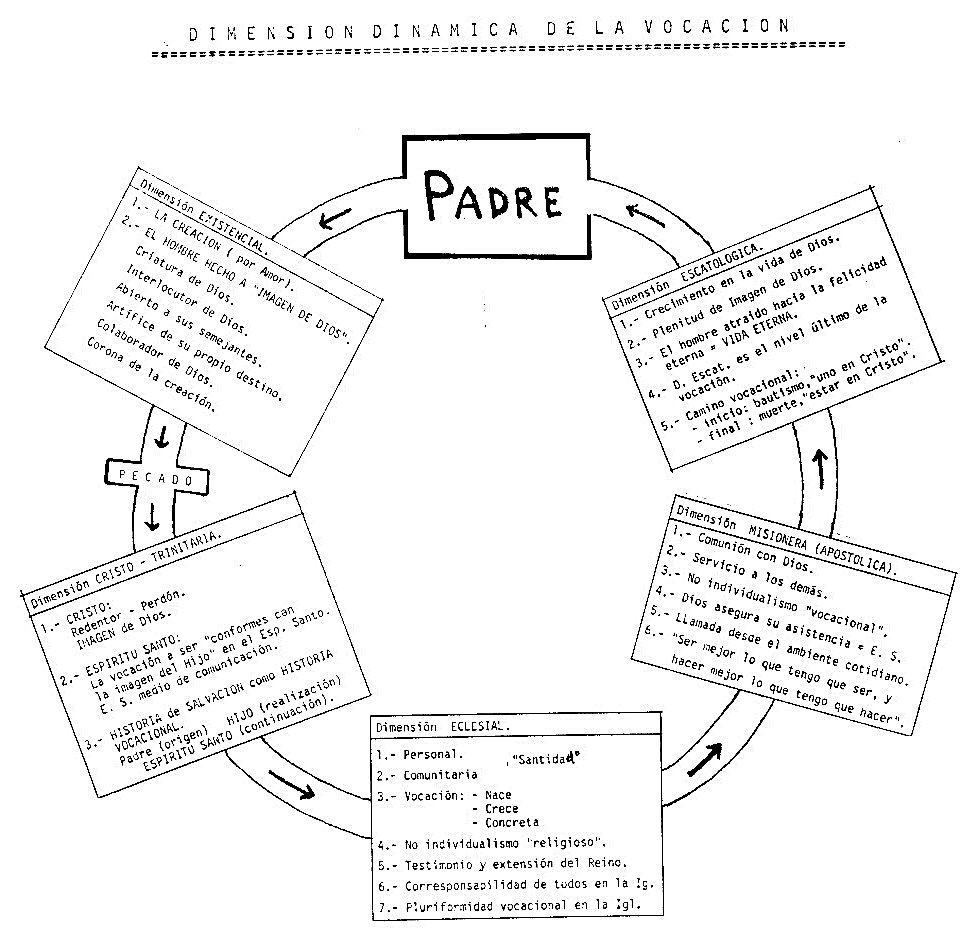 DIMENSION DINAMICA DE LA VOCACION
PADRE
Dimensión EXISTENCIAL.
1.- LA CREACION ( por Amor).
2.- EL HOMBRE HECHO A "IMAGEN DE DIOS".
Criatura de Dios.
Interlocutor de Dios.
Abierto a sus semejantes.
Artífice de su propio destino.
Colaborador de Dios.
Corona de la creación.
PECADO
Dimensión CRISTO - TRINITARIA.
1.- CRISTO:
Redentor - Perdón.
IMAGEN de Dios.
2.- ESPIRITU SANTO:
La vocación a ser "conformes can
la imagen del Hijo" en el Esp. Santo.
E. S. medio de comunicación.
3.- HISTORIA de SALVACION como HISTORIA
VOCACIONAL.
Padre (origen) HIJO (realización)
ESPIRITU SANTO (continuación).
Dimensión ECLESIAL.
1.- Personal. ,"Santidad"
2.- Comunitaria
3.- Vocación: - Nace
- Crece
- Concreta
4.- No individualismo "religioso".
5.- Testimonio y extensión del Reino.
6.- Corresponsabilidad de todos en la Ig.
7.- Pluriformidad vocacional en la Igl.
Dimensión MISIONERA (APOSTOLICA).
1.- Comunión con Dios.
2.- Servicio a los demás.
3.- No individualismo "vocacional".
4.- Dios asegura su asistencia = E. S.
5.- LLamada desde el ambiente cotidiano.
6.- "Ser mejor lo que tengo que ser, y
hacer mejor lo que tengo que hacer".
Dimensión ESCATOLOGICA.
1.- Crecimiento en la vida de Dios.
2.- Plenitud de Imagen de Dios.
3.- El hombre atraido hacia la felicidad
eterna = VIDA ETERNA.
4.- D. Escat. es el nivel último de la
vocación.
5.- Camino vocacional:
- inicio: bautismo,"uno en Cristo".
- final : muerte,"estar en Cristo".